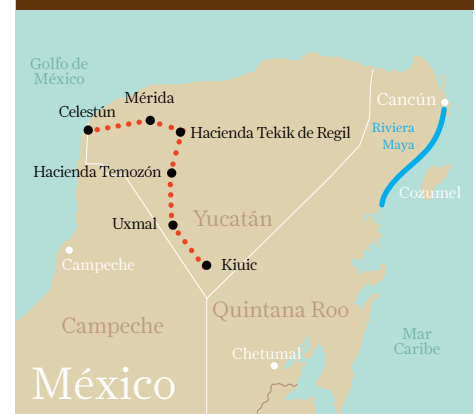 Golfo de
México
Mérida
Celestún
Cancún
Hacienda Tekik de Regil
Riviera
Maya
Hacienda Temozón
Cozumel
Uxmal
Yucatán
Campeche
Kiuic
Quintana Roo
Campeche
Mar
Caribe
Chetumal
México